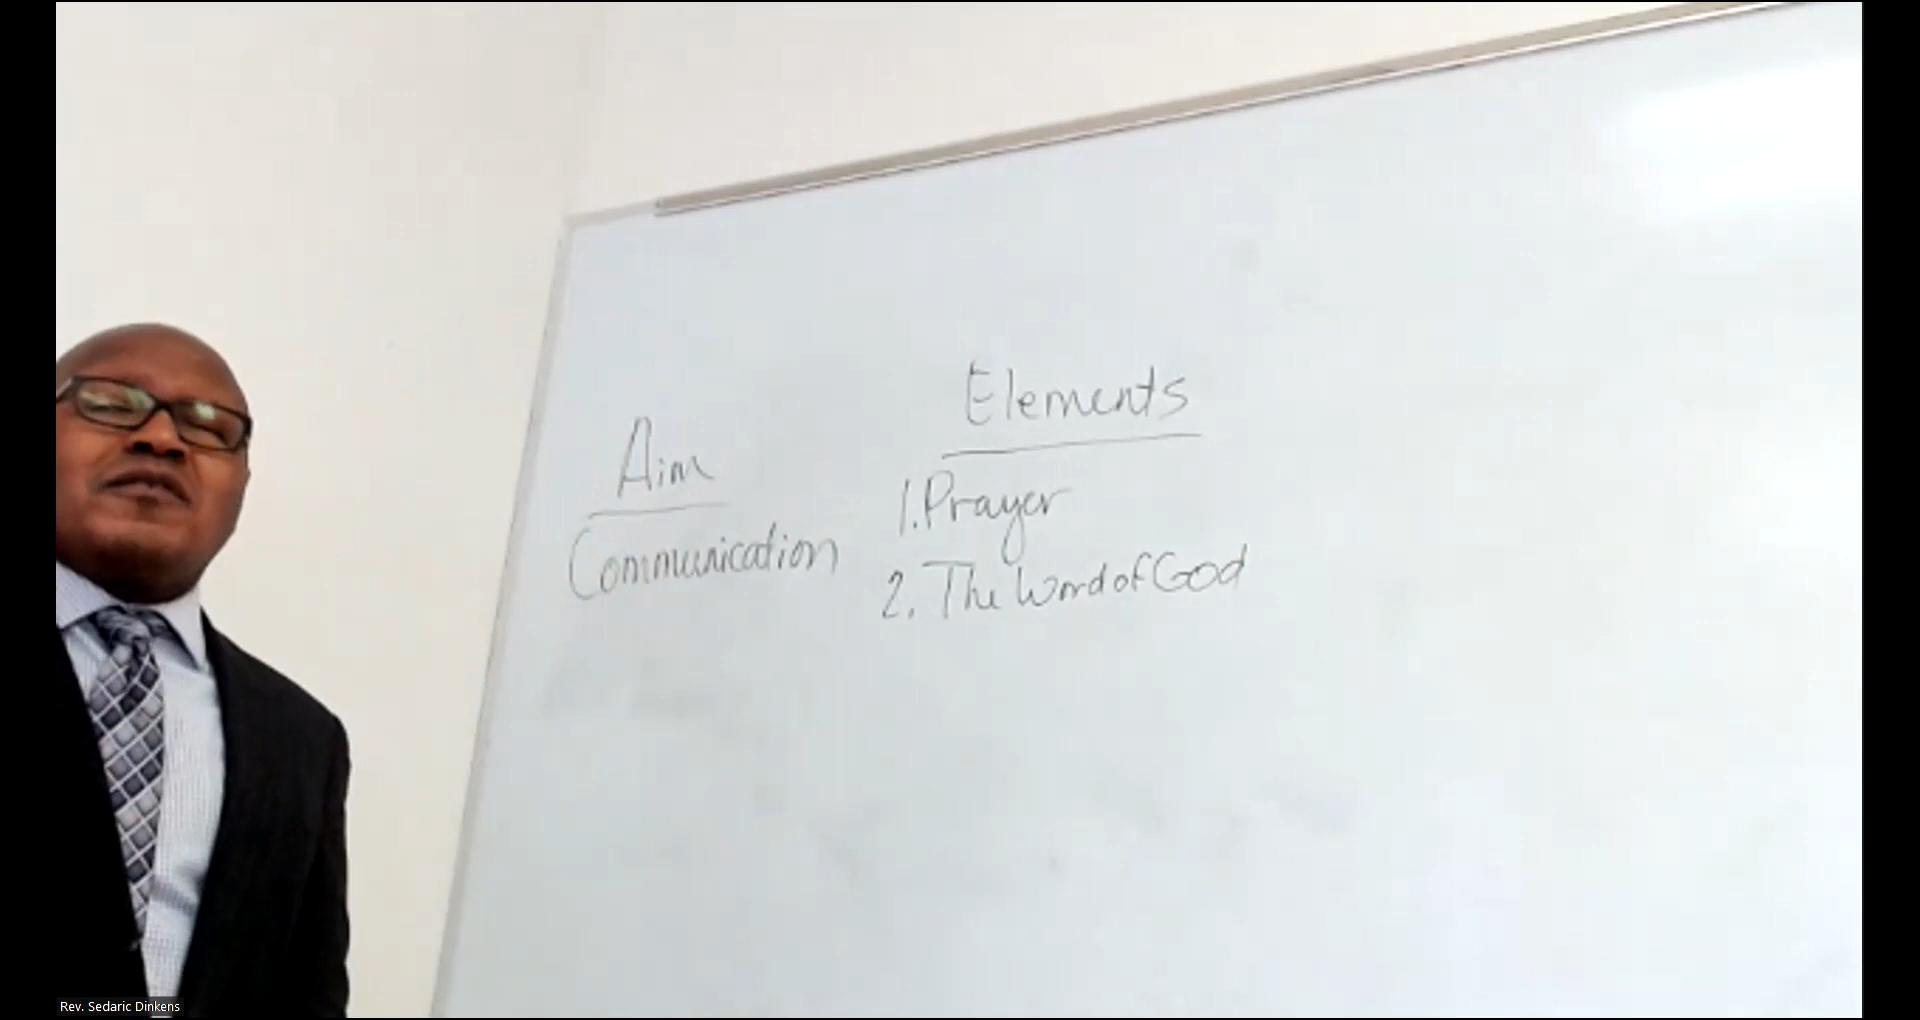 Elements
Aim
1. Prayer
Communication
2. The Word of God
Rev. Sedaric Dinkens